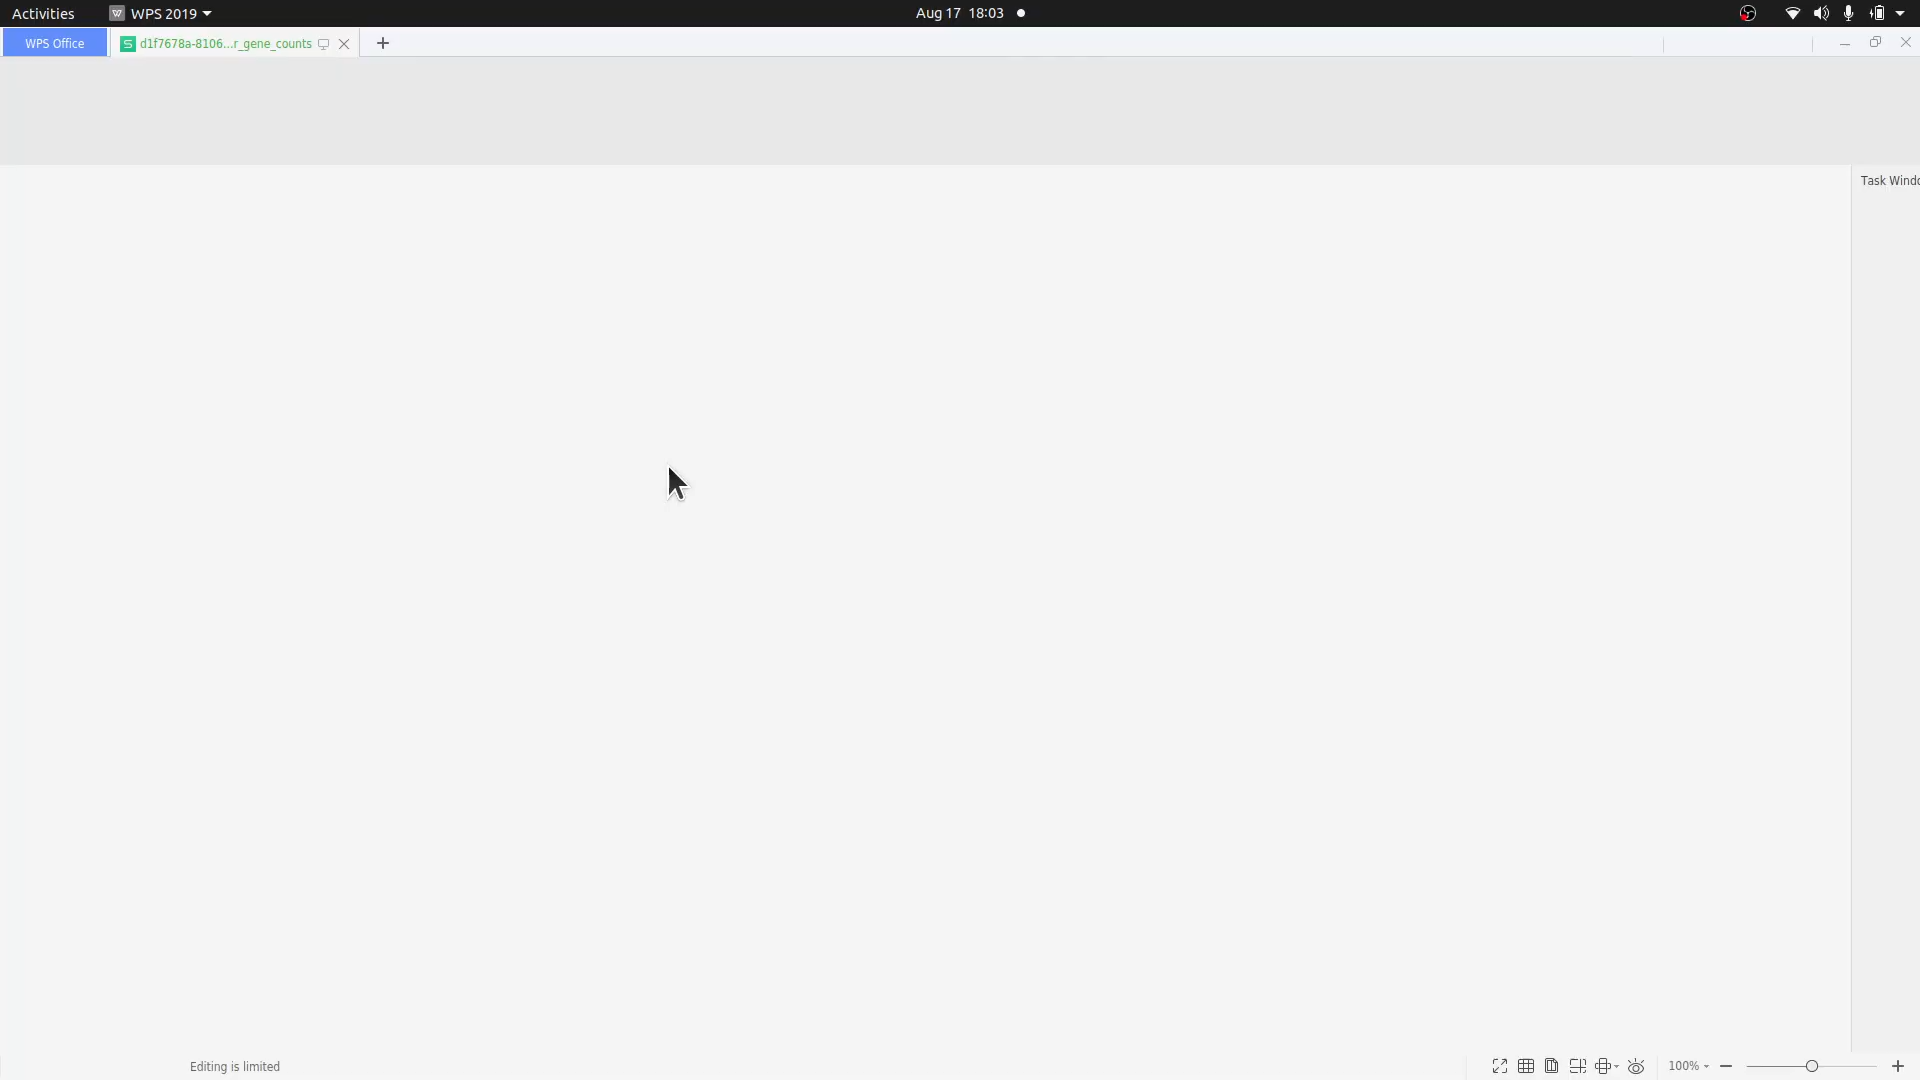 Activities WPS 2019 Aug 17 18:03
WPS Office d1f7678a-8106...r_gene_counts
Task Windo
Editing is limited 100%